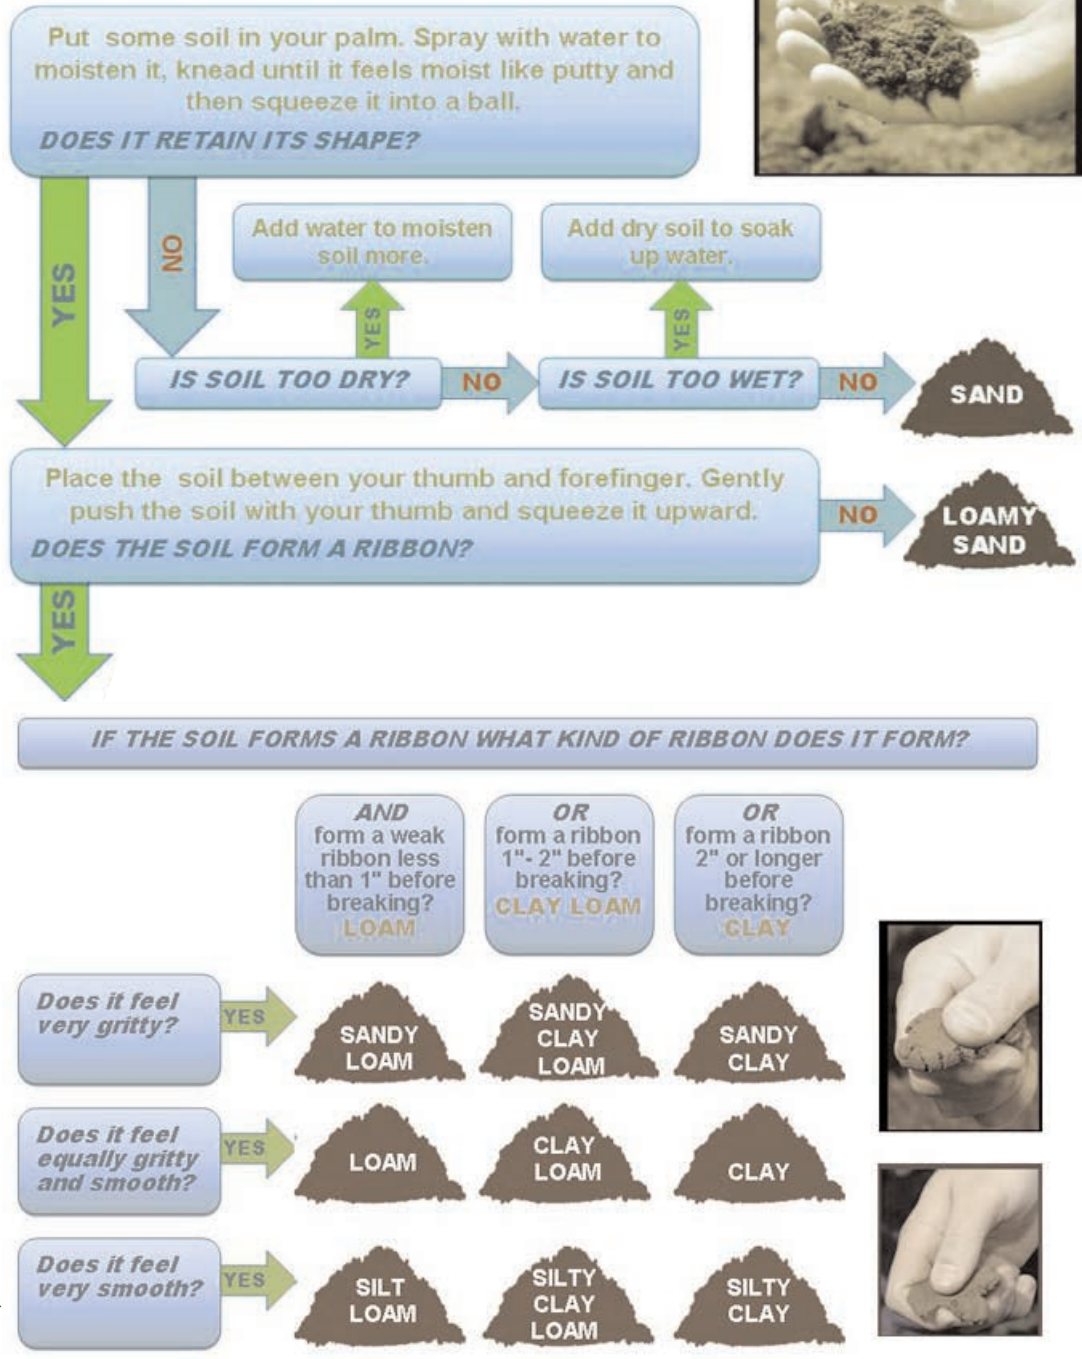 Put some soil in your palm. Spray with water to
moisten it, knead until it feels moist like putty and
then squeeze it into a ball.
DOES IT RETAIN ITS SHAPE?
YES
NO
Add water to moisten
soil more.
Add dry soil to soak
up water.
YES
YES
IS SOIL TOO DRY?
NO
IS SOIL TOO WET?
NO
SAND
Place the soil between your thumb and forefinger. Gently
push the soil with your thumb and squeeze it upward.
DOES THE SOIL FORM A RIBBON?
NO
LOAMY
SAND
YES
IF THE SOIL FORMS A RIBBON WHAT KIND OF RIBBON DOES IT FORM?
AND
form a weak
ribbon less
than 1" before
breaking?
LOAM
OR
form a ribbon
1"- 2" before
breaking?
CLAY LOAM
OR
form a ribbon
2" or longer
before
breaking?
CLAY
Does it feel
very gritty?
YES
SANDY
LOAM
SANDY
CLAY
LOAM
SANDY
CLAY
Does it feel
equally gritty
and smooth?
YES
LOAM
CLAY
LOAM
CLAY
Does it feel
very smooth?
YES
SILT
LOAM
SILTY
CLAY
LOAM
SILTY
CLAY